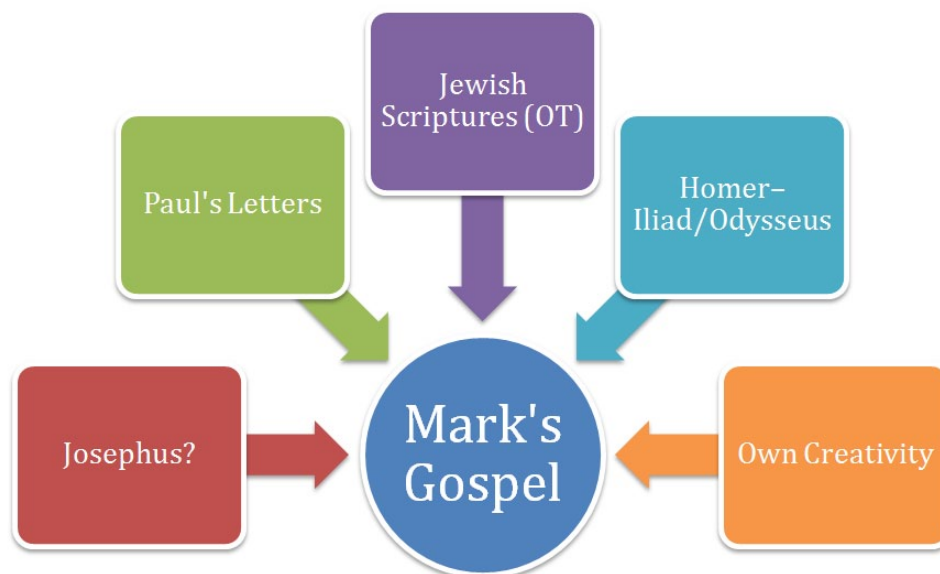 Jewish
Scriptures (OT)
Paul's Letters
Homer–
Iliad/Odysseus
Josephus?
Mark's
Gospel
Own Creativity